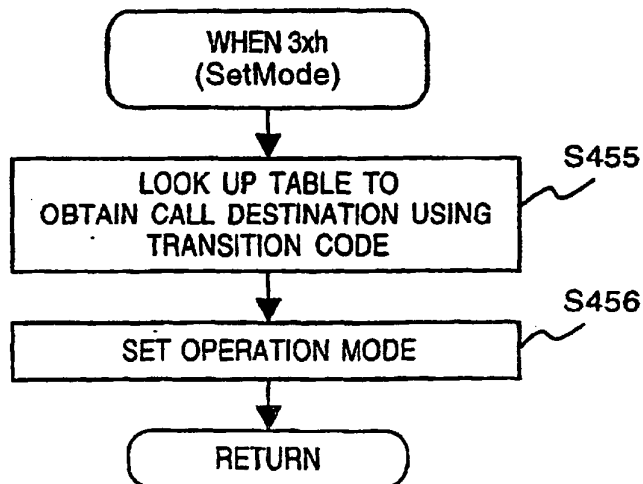 WHEN 3xh
(SetMode)
S455
LOOK UP TABLE TO
OBTAIN CALL DESTINATION USING
TRANSITION CODE
S456
SET OPERATION MODE
RETURN